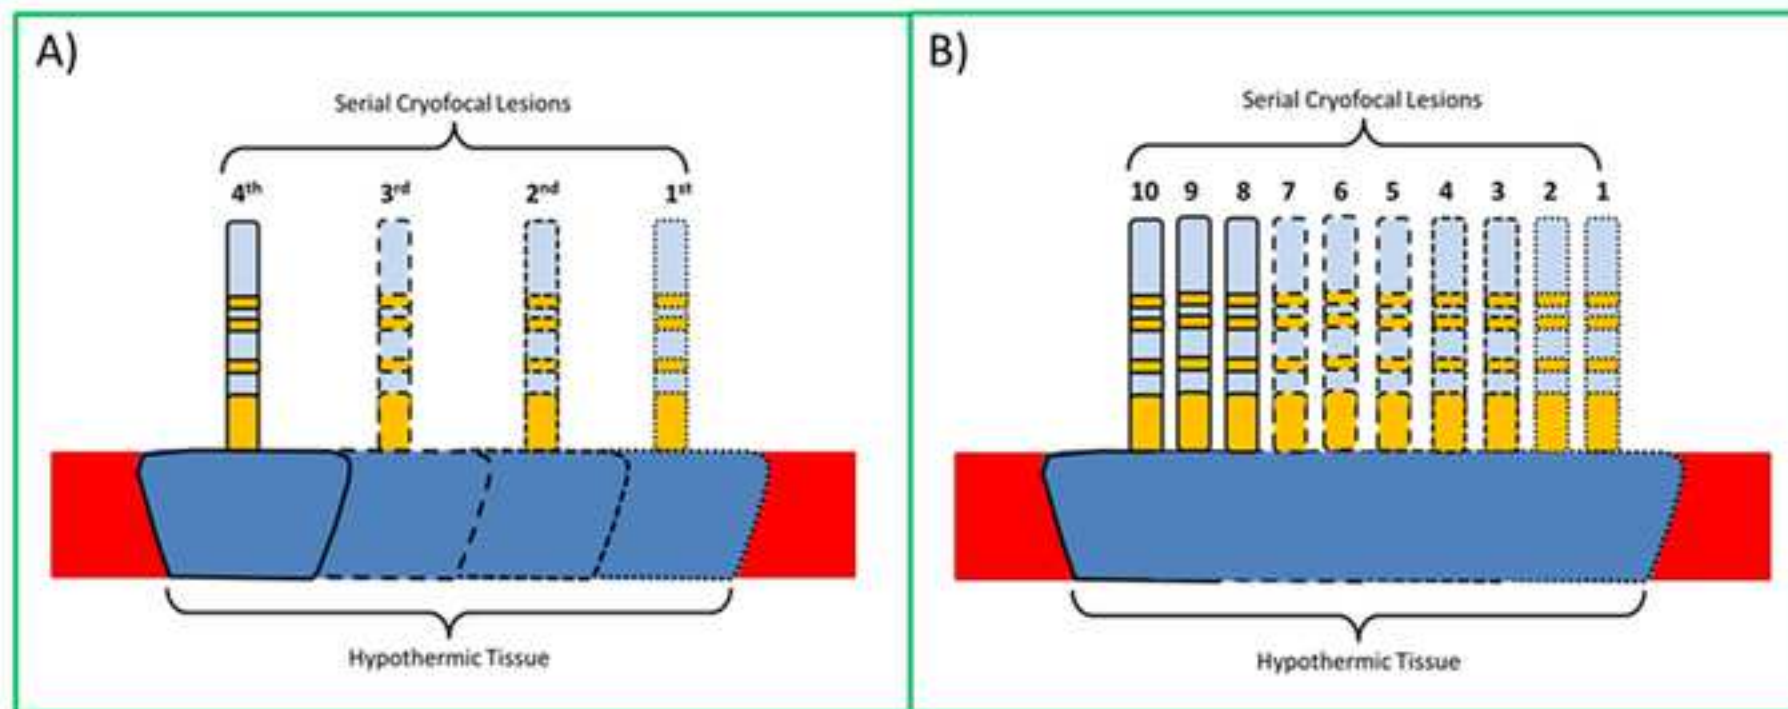 A)
Serial Cryofocal Lesions
4th 3rd 2nd 1st
Hypothermic Tissue
B)
Serial Cryofocal Lesions
10 9 8 7 6 5 4 3 2 1
Hypothermic Tissue